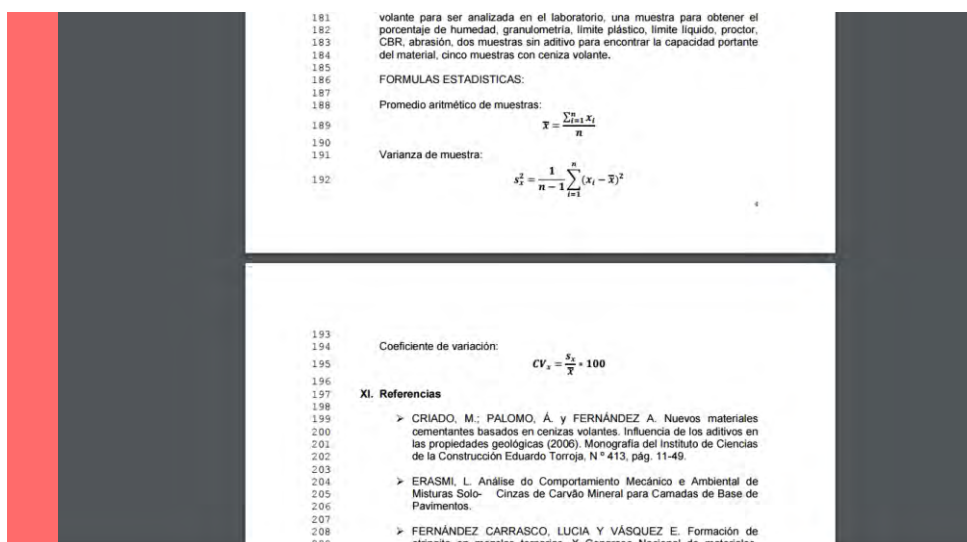 181 volante para ser analizada en el laboratorio, una muestra para obtener el
182 porcentaje de humedad, granulometría, límite plástico, límite líquido, proctor,
183 CBR, abrasión, dos muestras sin aditivo para encontrar la capacidad portante
184 del material, cinco muestras con ceniza volante.
185
186 FORMULAS ESTADISTICAS:
187
188 Promedio aritmético de muestras:
189 x̄ = ∑ⁿᵢ₌₁ xᵢ / n
190
191 Varianza de muestra:
192 s²ₓ = 1 / (n − 1) ∑ⁿᵢ₌₁ (xᵢ − x̄)²
4
193
194 Coeficiente de variación:
195 CVₓ = sₓ / x̄ * 100
196
197 XI. Referencias
198
199 ➢ CRIADO, M.; PALOMO, Á. y FERNÁNDEZ A. Nuevos materiales
200 cementantes basados en cenizas volantes. Influencia de los aditivos en
201 las propiedades geológicas (2006). Monografía del Instituto de Ciencias
202 de la Construcción Eduardo Torroja, N º 413, pág. 11-49.
203
204 ➢ ERASMI, L. Análise do Comportamiento Mecánico e Ambiental de
205 Misturas Solo- Cinzas de Carvão Mineral para Camadas de Base de
206 Pavimentos.
207
208 ➢ FERNÁNDEZ CARRASCO, LUCIA Y VÁSQUEZ E. Formación de